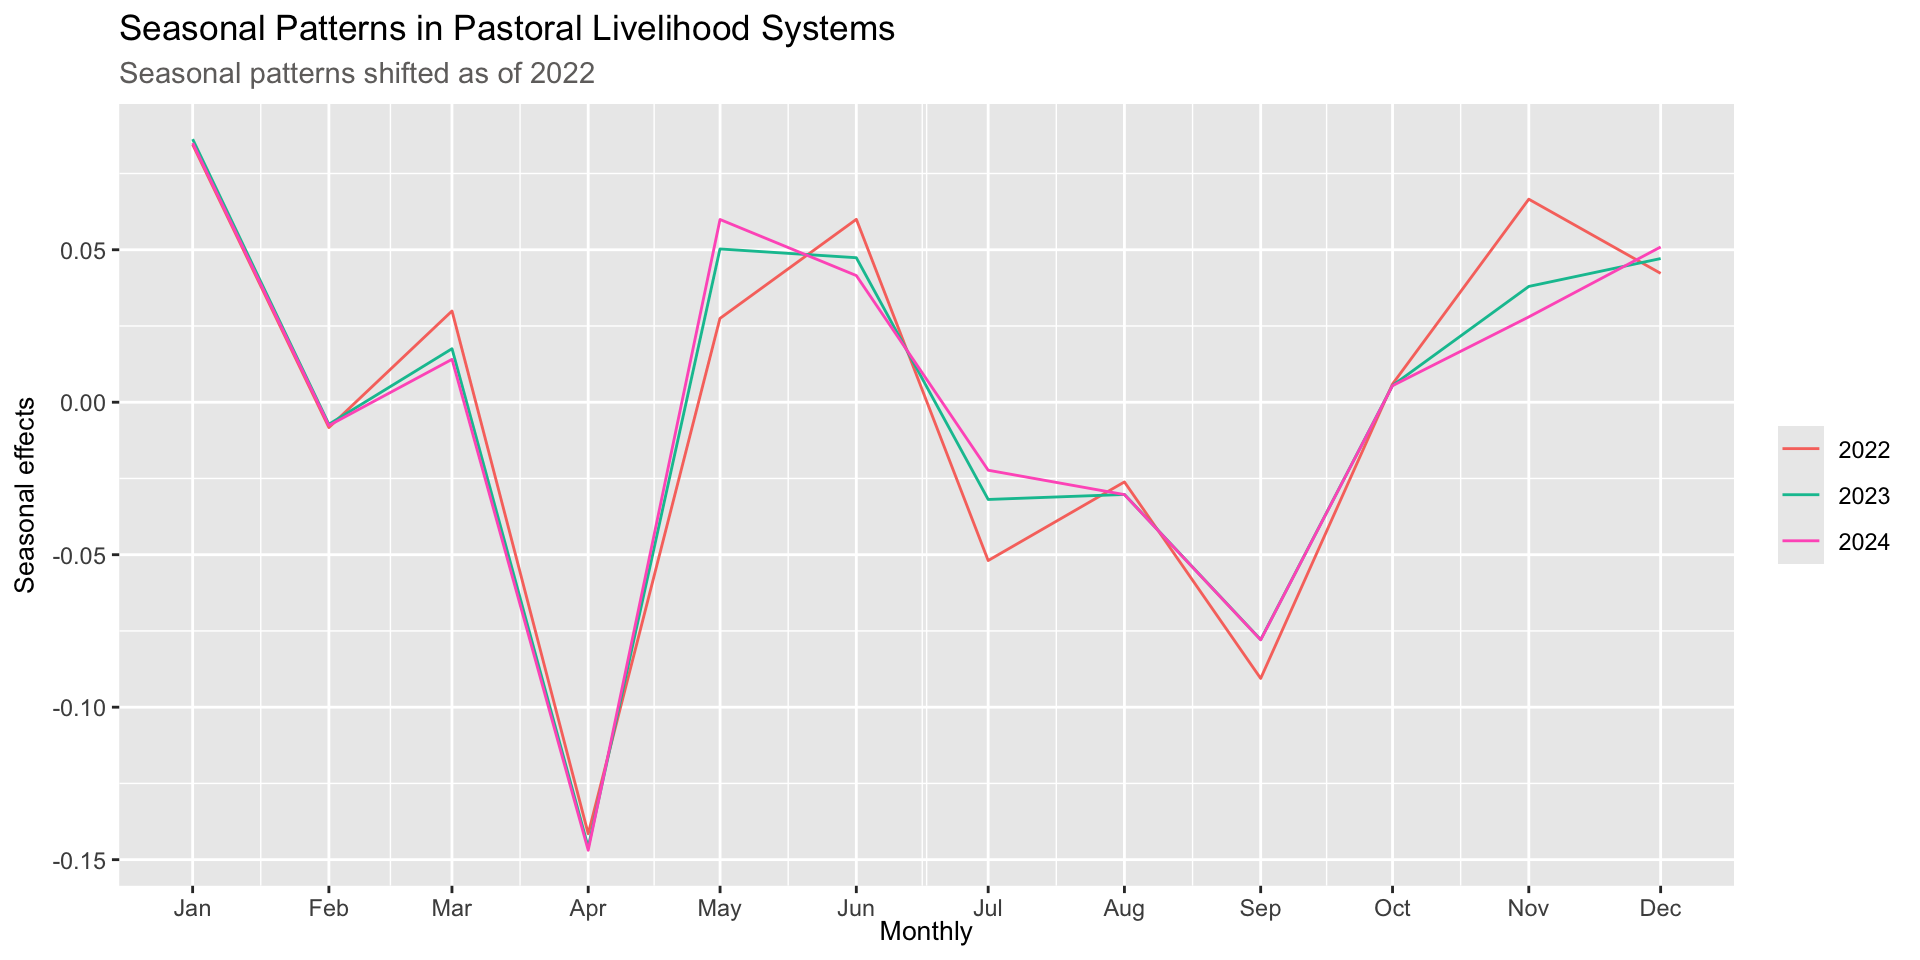 Seasonal Patterns in Pastoral Livelihood Systems
Seasonal patterns shifted as of 2022
Seasonal effects
0.05
0.00
-0.05
-0.10
-0.15
Jan Feb Mar Apr May Jun Jul Aug Sep Oct Nov Dec
Monthly
2022
2023
2024